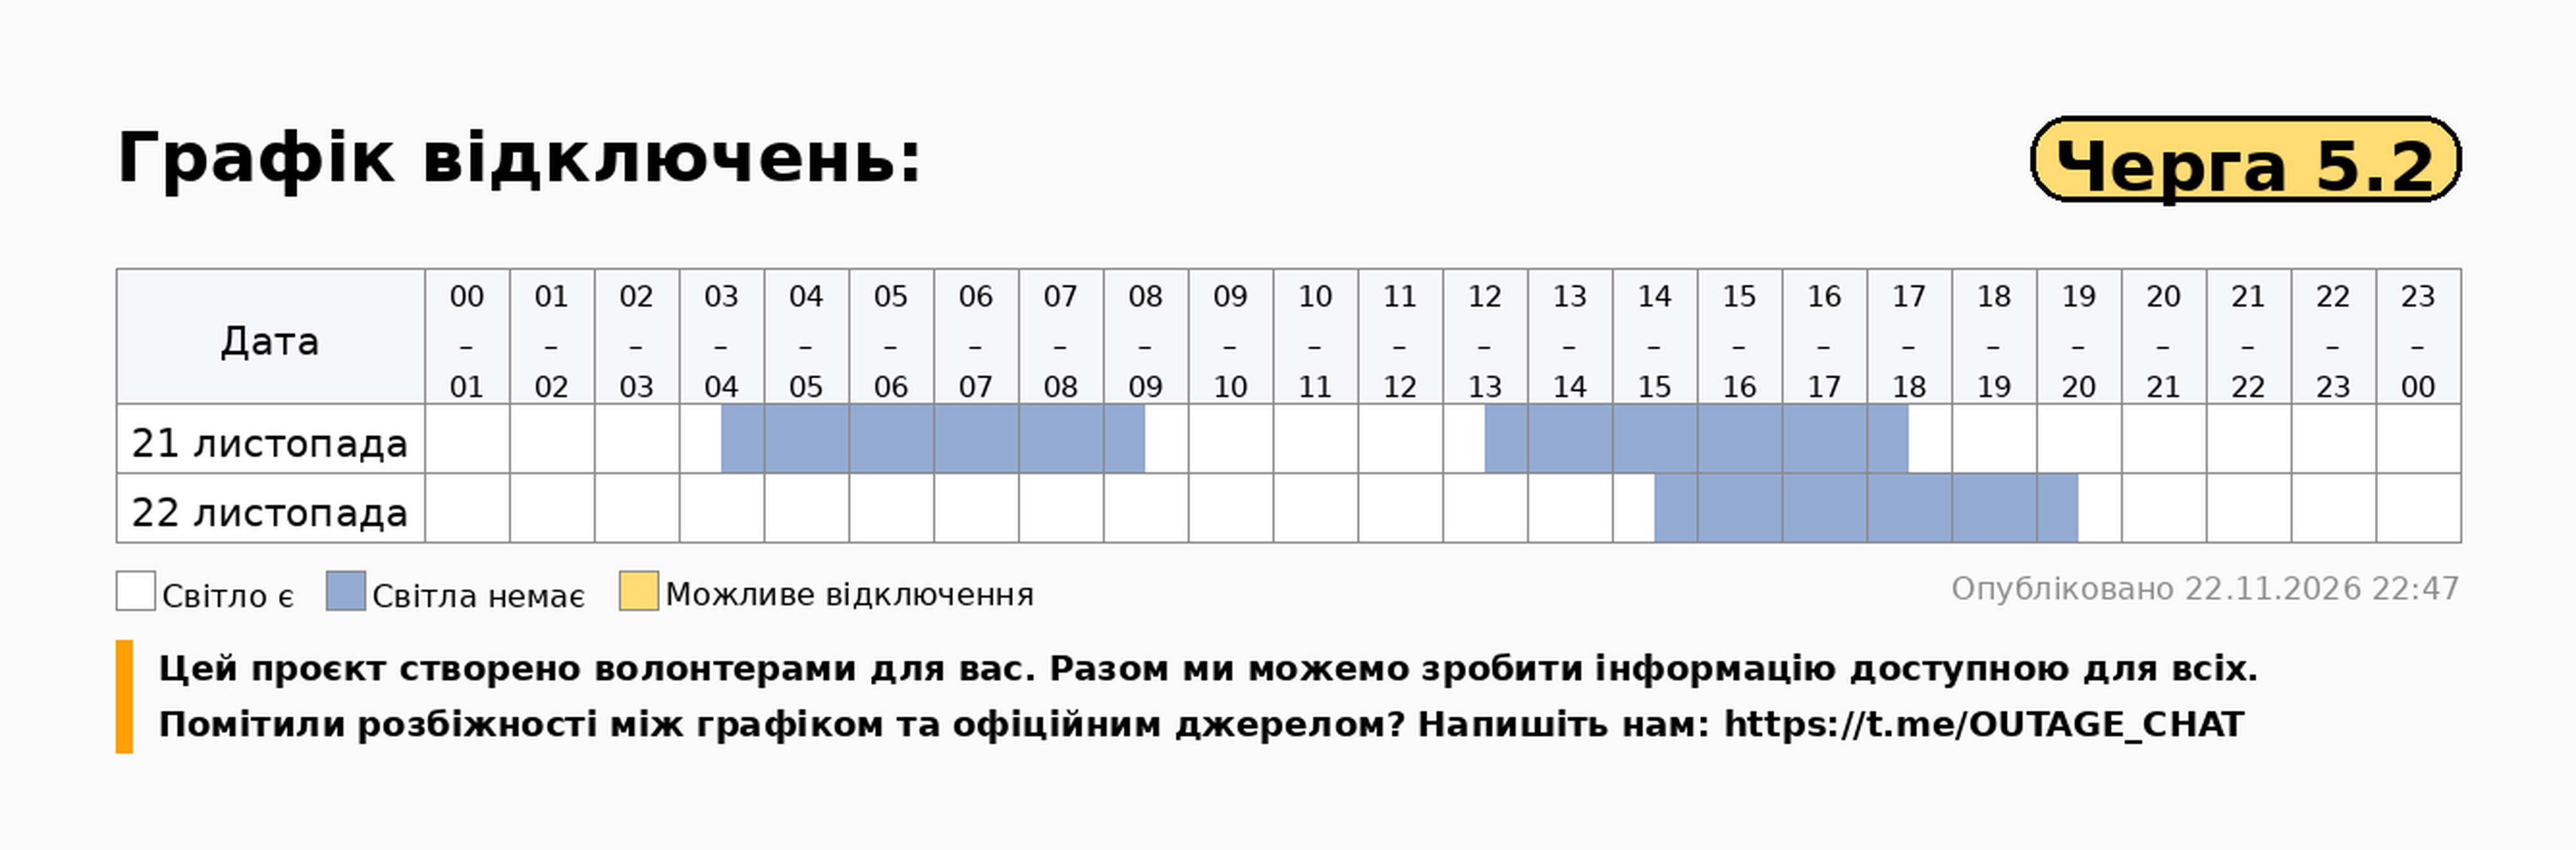 Графік відключень:
Черга 5.2
Дата
00 – 01
01 – 02
02 – 03
03 – 04
04 – 05
05 – 06
06 – 07
07 – 08
08 – 09
09 – 10
10 – 11
11 – 12
12 – 13
13 – 14
14 – 15
15 – 16
16 – 17
17 – 18
18 – 19
19 – 20
20 – 21
21 – 22
22 – 23
23 – 00
21 листопада
22 листопада
Світло є
Світла немає
Можливе відключення
Опубліковано 22.11.2026 22:47
Цей проєкт створено волонтерами для вас. Разом ми можемо зробити інформацію доступною для всіх.
Помітили розбіжності між графіком та офіційним джерелом? Напишіть нам: https://t.me/OUTAGE_CHAT